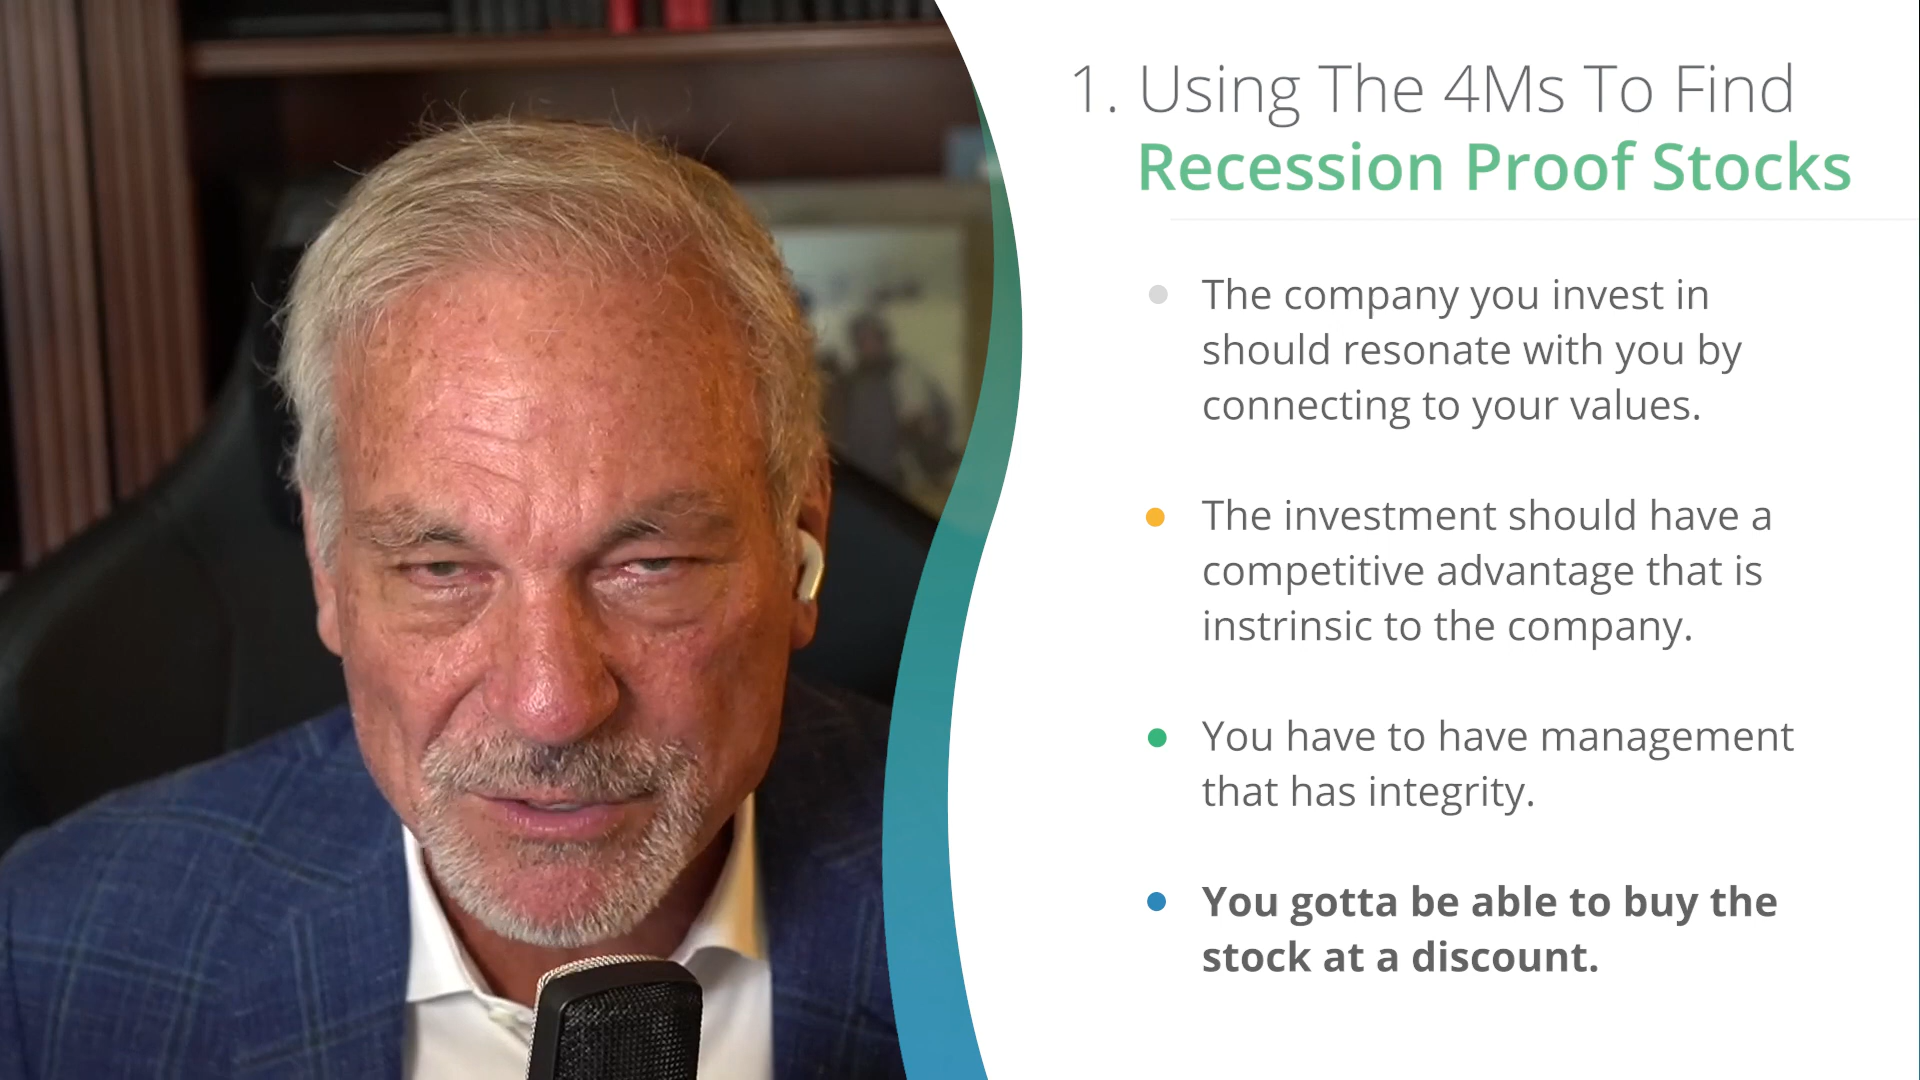 1. Using The 4Ms To Find
Recession Proof Stocks
The company you invest in
should resonate with you by
connecting to your values.
The investment should have a
competitive advantage that is
instrinsic to the company.
You have to have management
that has integrity.
You gotta be able to buy the
stock at a discount.